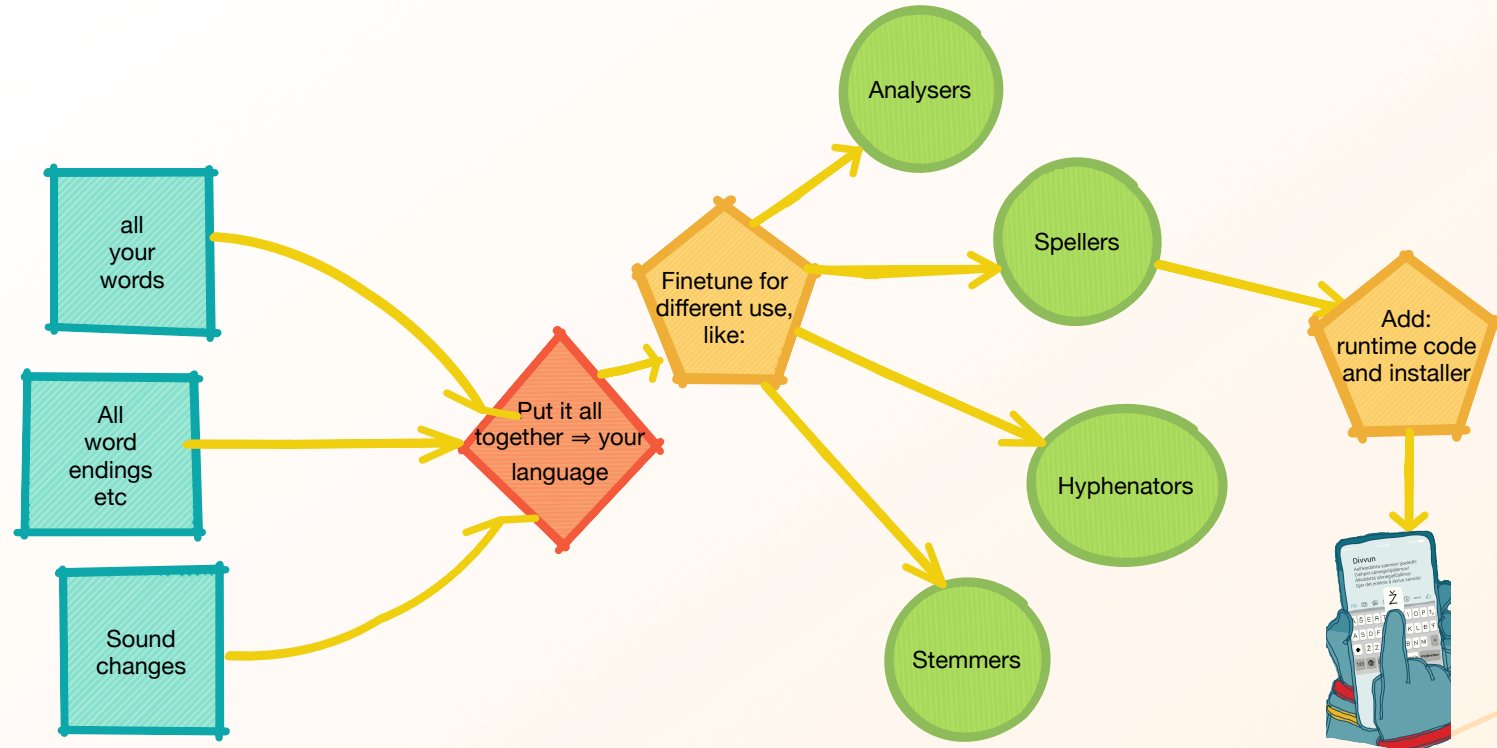 all
your
words
All
word
endings
etc
Sound
changes
Put it all
together ⇒ your
language
Finetune for
different use,
like:
Analysers
Spellers
Hyphenators
Stemmers
Add:
runtime code
and installer
Divvun
Ž